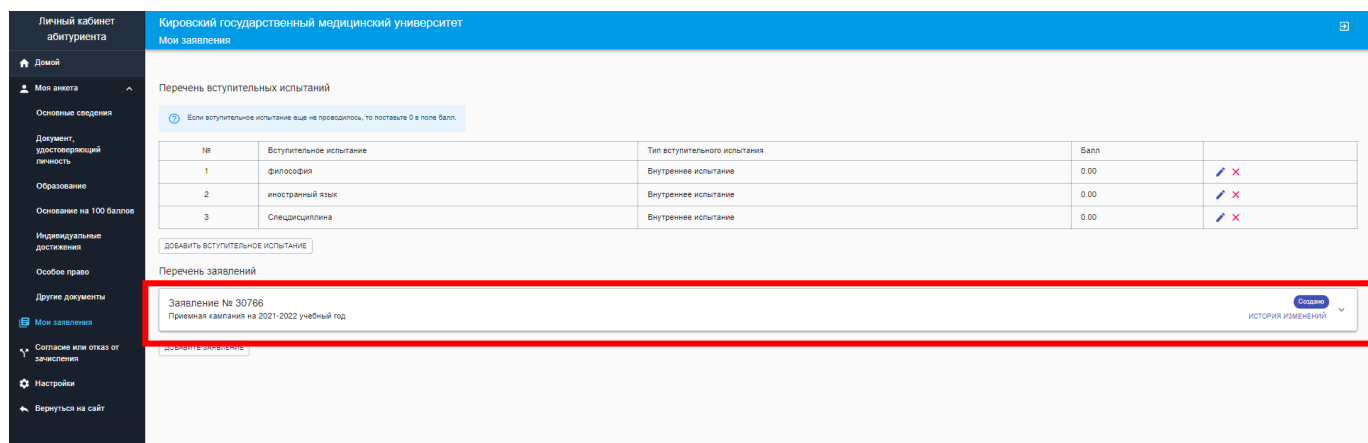 Личный кабинет
абитуриента
Кировский государственный медицинский университет
Мои заявления
Домой
Моя анкета
Основные сведения
Документ,
удостоверяющий
личность
Образование
Основание на 100 баллов
Индивидуальные
достижения
Особое право
Другие документы
Мои заявления
Согласие или отказ от
зачисления
Настройки
Вернуться на сайт
Перечень вступительных испытаний
Если вступительное испытание еще не проводилось, то поставьте 0 в поле балл.
№ Вступительное испытание Тип вступительного испытания Балл
1 философия Внутреннее испытание 0.00
2 иностранный язык Внутреннее испытание 0.00
3 Спецдисциплина Внутреннее испытание 0.00
ДОБАВИТЬ ВСТУПИТЕЛЬНОЕ ИСПЫТАНИЕ
Перечень заявлений
Заявление № 30766 Создано
Приемная кампания на 2021-2022 учебный год ИСТОРИЯ ИЗМЕНЕНИЙ
ДОБАВИТЬ ЗАЯВЛЕНИЕ